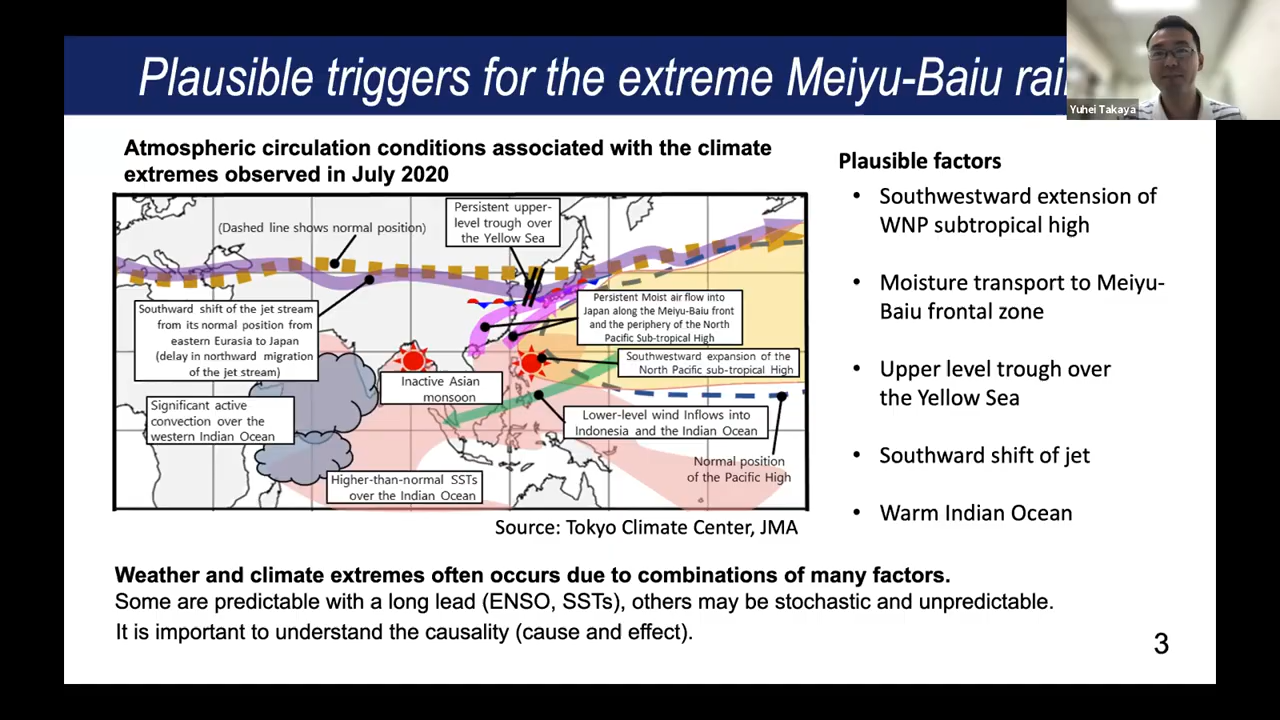 Plausible triggers for the extreme Meiyu-Baiu
Yuhei Takaya
Atmospheric circulation conditions associated with the climate
extremes observed in July 2020
(Dashed line shows normal position)
Persistent upper-
level trough over
the Yellow Sea
Southward shift of the jet stream
from its normal position from
eastern Eurasia to Japan
(delay in northward migration
of the jet stream)
Persistent Moist air flow into
Japan along the Meiyu-Baiu front
and the periphery of the North
Pacific Sub-tropical High
Southwestward expansion of the
North Pacific sub-tropical High
Inactive Asian
monsoon
Significant active
convection over the
western Indian Ocean
Lower-level wind Inflows into
Indonesia and the Indian Ocean
Higher-than-normal SSTs
over the Indian Ocean
Normal position
of the Pacific High
Source: Tokyo Climate Center, JMA
Plausible factors
• Southwestward extension of
WNP subtropical high
• Moisture transport to Meiyu-
Baiu frontal zone
• Upper level trough over
the Yellow Sea
• Southward shift of jet
• Warm Indian Ocean
Weather and climate extremes often occurs due to combinations of many factors.
Some are predictable with a long lead (ENSO, SSTs), others may be stochastic and unpredictable.
It is important to understand the causality (cause and effect).
3